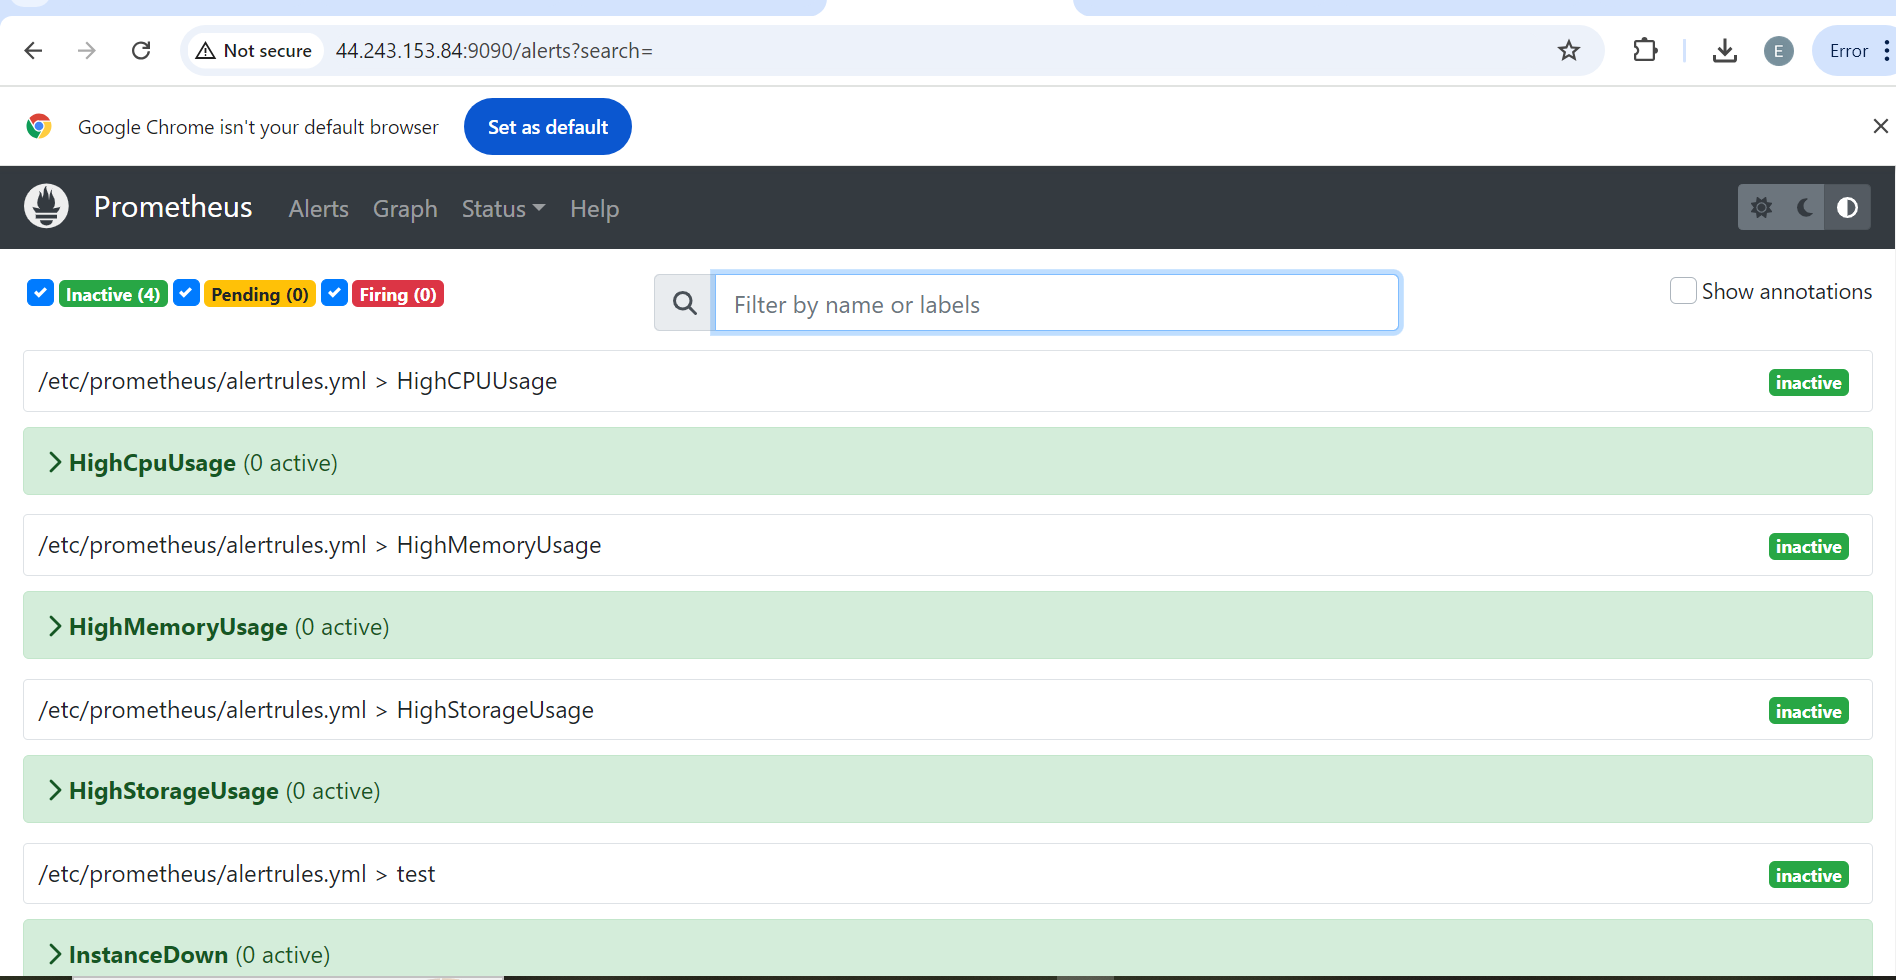 Not secure 44.243.153.84:9090/alerts?search= E Error
Google Chrome isn't your default browser Set as default
Prometheus Alerts Graph Status Help
Inactive (4) Pending (0) Firing (0) Filter by name or labels Show annotations
/etc/prometheus/alertrules.yml > HighCPUUsage inactive
HighCpuUsage (0 active)
/etc/prometheus/alertrules.yml > HighMemoryUsage inactive
HighMemoryUsage (0 active)
/etc/prometheus/alertrules.yml > HighStorageUsage inactive
HighStorageUsage (0 active)
/etc/prometheus/alertrules.yml > test inactive
InstanceDown (0 active)